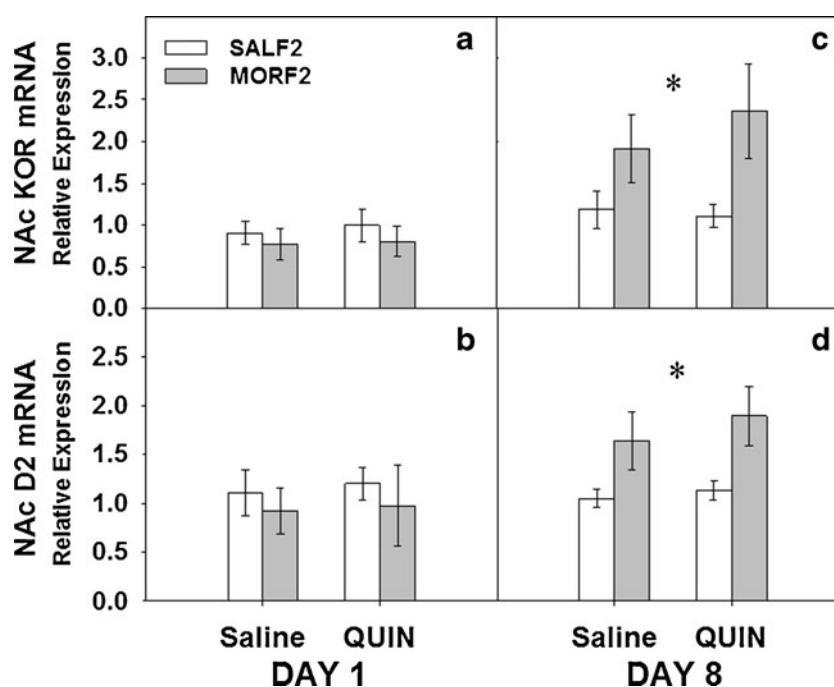 NAc KOR mRNA
Relative Expression
3.0
2.5
2.0
1.5
1.0
0.5
0.0
SALF2
MORF2
a
c
*
NAc D2 mRNA
Relative Expression
2.5
2.0
1.5
1.0
0.5
0.0
b
d
*
Saline QUIN Saline QUIN
DAY 1 DAY 8